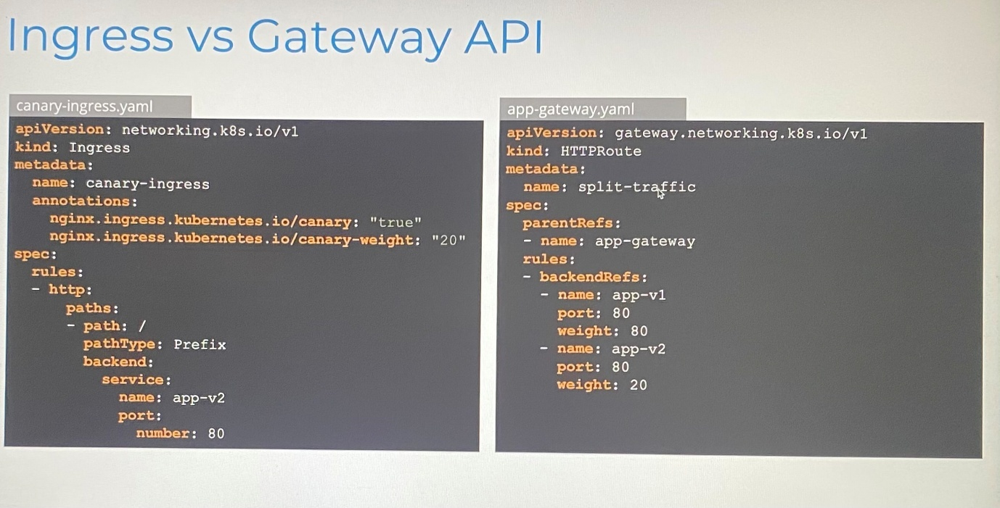 Ingress vs Gateway API
canary-ingress.yaml
apiVersion: networking.k8s.io/v1
kind: Ingress
metadata:
  name: canary-ingress
  annotations:
    nginx.ingress.kubernetes.io/canary: "true"
    nginx.ingress.kubernetes.io/canary-weight: "20"
spec:
  rules:
  - http:
      paths:
      - path: /
        pathType: Prefix
        backend:
          service:
            name: app-v2
            port:
              number: 80
app-gateway.yaml
apiVersion: gateway.networking.k8s.io/v1
kind: HTTPRoute
metadata:
  name: split-traffic
spec:
  parentRefs:
  - name: app-gateway
  rules:
  - backendRefs:
    - name: app-v1
      port: 80
      weight: 80
    - name: app-v2
      port: 80
      weight: 20